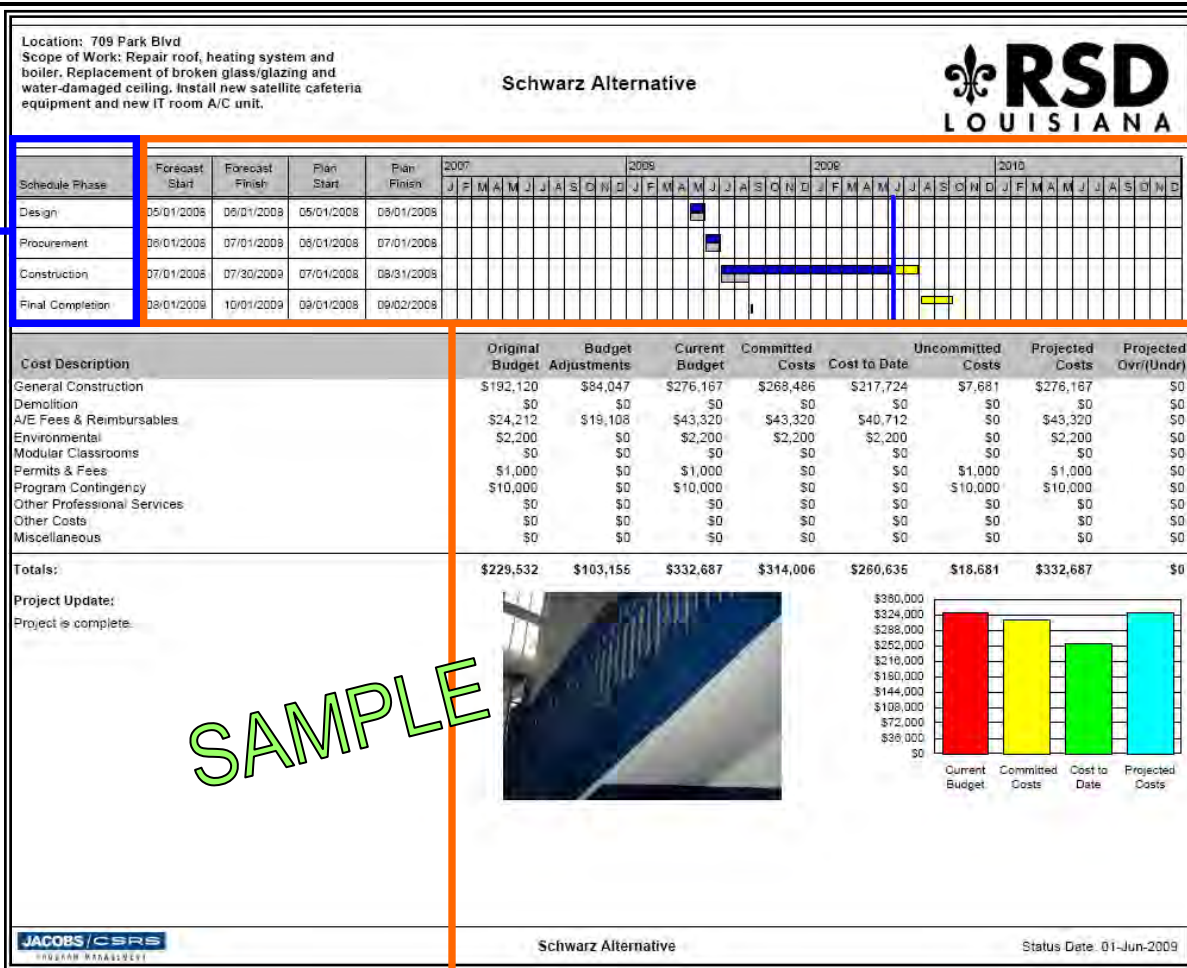 Location: 709 Park Blvd
Scope of Work: Repair roof, heating system and
boiler. Replacement of broken glass/glazing and
water-damaged ceiling. Install new satellite cafeteria
equipment and new IT room A/C unit.
Schwarz Alternative
RSD
LOUISIANA
Schedule Phase Forecast Start Forecast Finish Plan Start Plan Finish 2007 2008 2009 2010
J F M A M J J A S O N D J F M A M J J A S O N D J F M A M J J A S O N D J F M A M J J A S O N D
Design 05/01/2008 06/01/2008 05/01/2008 06/01/2008
Procurement 06/01/2008 07/01/2008 06/01/2008 07/01/2008
Construction 07/01/2008 07/30/2009 07/01/2008 08/31/2008
Final Completion 08/01/2009 10/01/2009 09/01/2008 09/02/2008
Cost Description Original Budget Budget Adjustments Current Budget Committed Costs Cost to Date Uncommitted Costs Projected Costs Projected Ovr/(Undr)
General Construction $192,120 $84,047 $276,167 $268,486 $217,724 $7,681 $276,167 $0
Demolition $0 $0 $0 $0 $0 $0 $0 $0
A/E Fees & Reimbursables $24,212 $19,108 $43,320 $43,320 $40,712 $0 $43,320 $0
Environmental $2,200 $0 $2,200 $2,200 $2,200 $0 $2,200 $0
Modular Classrooms $0 $0 $0 $0 $0 $0 $0 $0
Permits & Fees $1,000 $0 $1,000 $0 $0 $1,000 $1,000 $0
Program Contingency $10,000 $0 $10,000 $0 $0 $10,000 $10,000 $0
Other Professional Services $0 $0 $0 $0 $0 $0 $0 $0
Other Costs $0 $0 $0 $0 $0 $0 $0 $0
Miscellaneous $0 $0 $0 $0 $0 $0 $0 $0
Totals: $229,532 $103,155 $332,687 $314,006 $260,635 $18,681 $332,687 $0
Project Update:
Project is complete.
SAMPLE
$360,000
$324,000
$288,000
$252,000
$216,000
$180,000
$144,000
$108,000
$72,000
$36,000
$0
Current Budget Committed Costs Cost to Date Projected Costs
JACOBS/CSRS
PROGRAM MANAGEMENT
Schwarz Alternative
Status Date: 01-Jun-2009